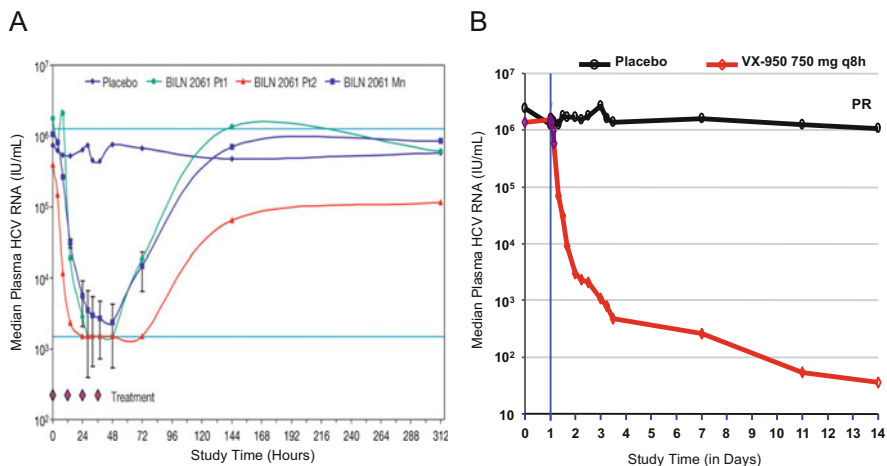 A
Placebo BILN 2061 Pt1 BILN 2061 Pt2 BILN 2061 Mn
Median Plasma HCV RNA (IU/mL)
10⁷
10⁶
10⁵
10⁴
10³
10²
Treatment
0 24 48 72 96 120 144 168 192 216 240 264 288 312
Study Time (Hours)
B
Placebo VX-950 750 mg q8h
PR
Median Plasma HCV RNA (IU/mL)
10⁷
10⁶
10⁵
10⁴
10³
10²
10
0 1 2 3 4 5 6 7 8 9 10 11 12 13 14
Study Time (in Days)